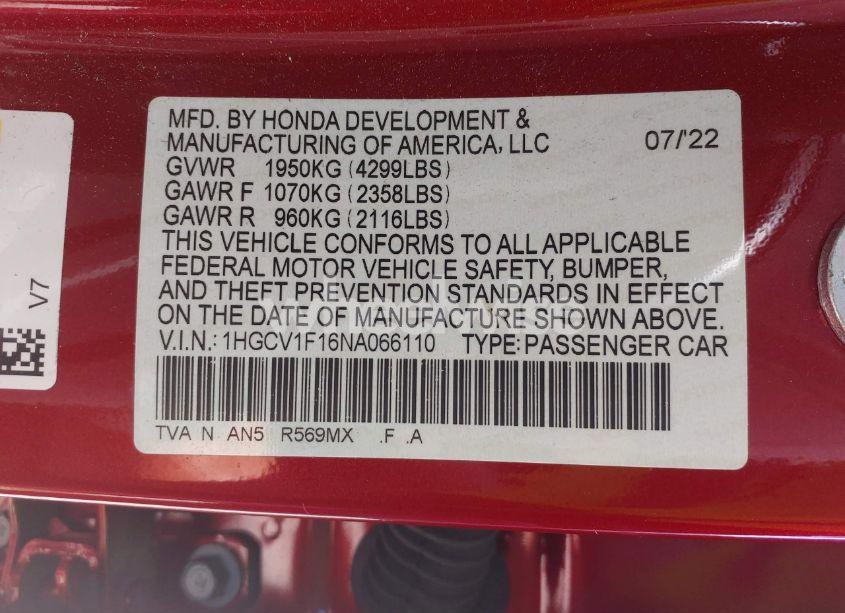 MFD. BY HONDA DEVELOPMENT &
MANUFACTURING OF AMERICA, LLC 07/'22
GVWR 1950KG (4299LBS)
GAWR F 1070KG (2358LBS)
GAWR R 960KG (2116LBS)
THIS VEHICLE CONFORMS TO ALL APPLICABLE
FEDERAL MOTOR VEHICLE SAFETY, BUMPER,
AND THEFT PREVENTION STANDARDS IN EFFECT
ON THE DATE OF MANUFACTURE SHOWN ABOVE.
V.I.N.: 1HGCV1F16NA066110 TYPE: PASSENGER CAR
TVA N AN5 R569MX .F .A
V7